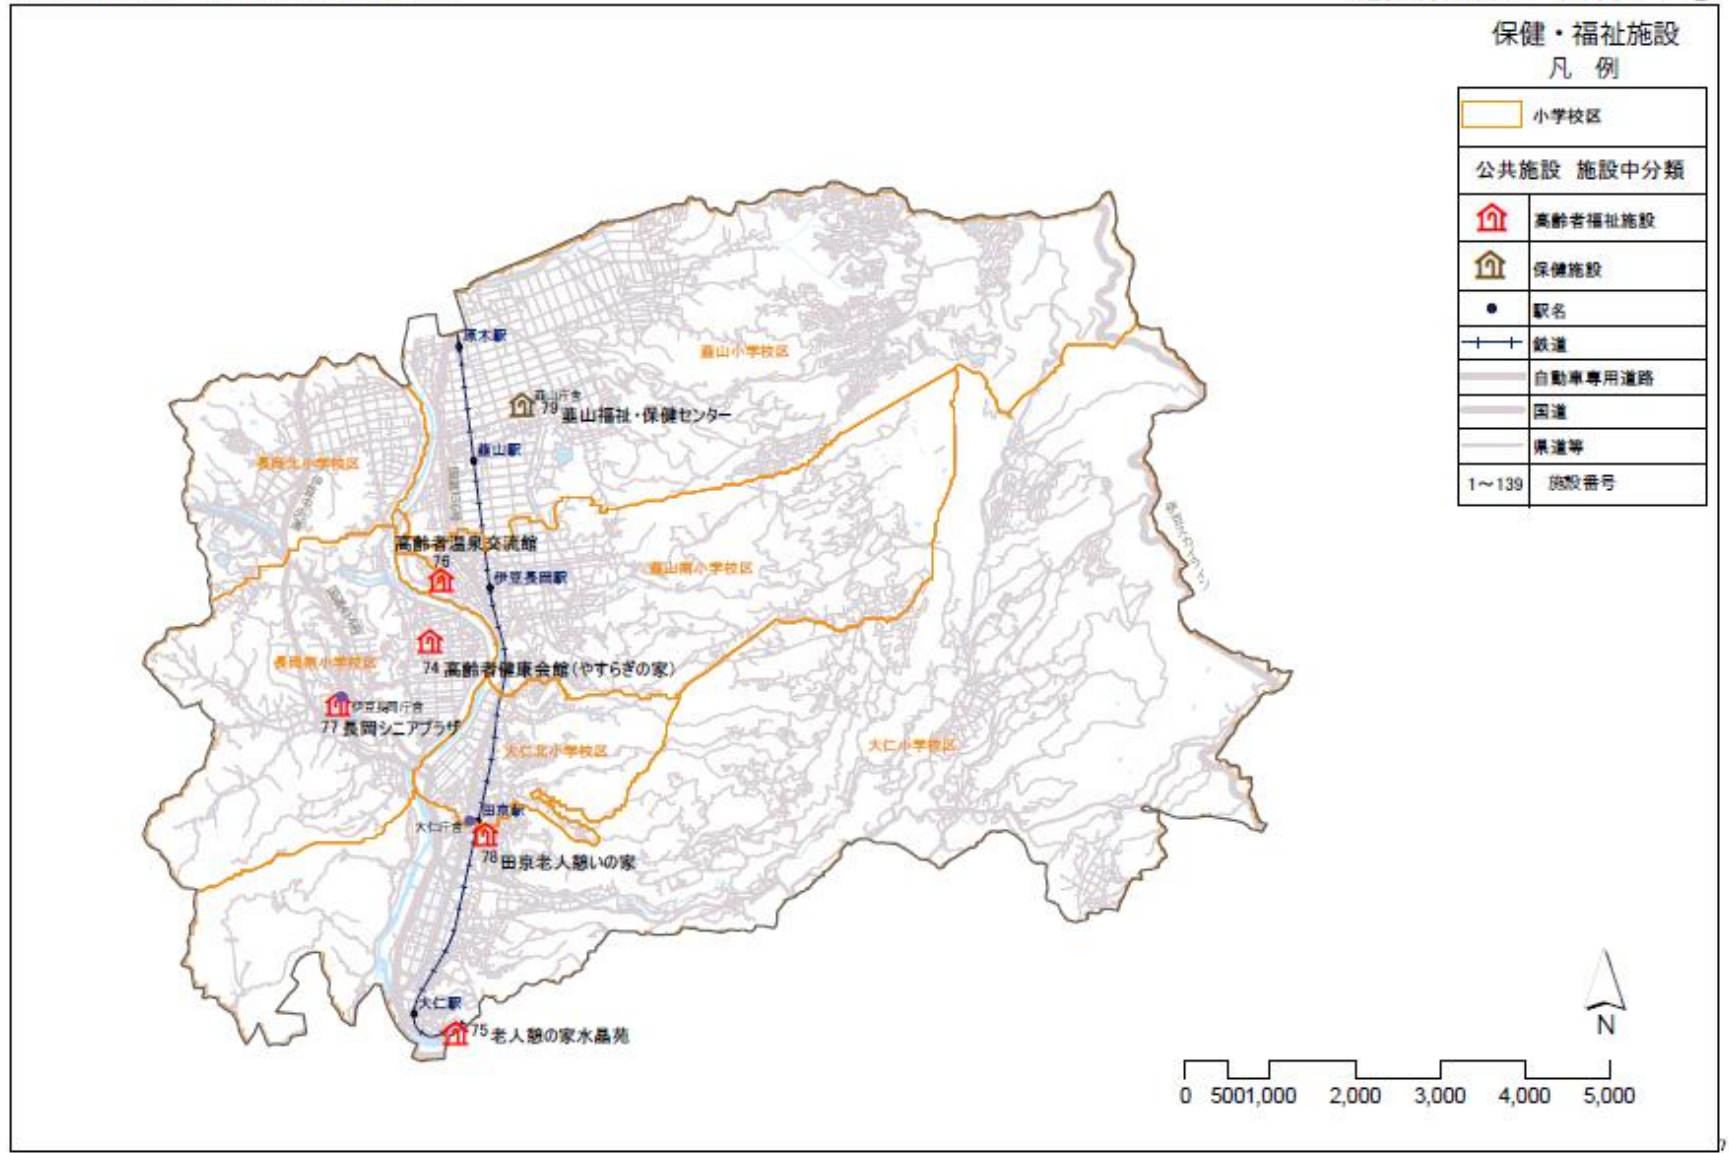 保健・福祉施設
凡 例
小学校区
公共施設 施設中分類
高齢者福祉施設
保健施設
駅名
鉄道
自動車専用道路
国道
県道等
1～139 施設番号
原木駅
韮山小学校区
韮山庁舎
79 韮山福祉・保健センター
韮山駅
長岡北小学校区
高齢者温泉交流館
76
伊豆長岡駅
韮山南小学校区
長岡南小学校区
74 高齢者健康会館(やすらぎの家)
伊豆長岡庁舎
77 長岡シニアプラザ
大仁北小学校区
大仁小学校区
田京駅
大仁庁舎
78 田京老人憩いの家
大仁駅
75 老人憩の家水晶苑
N
0 5001,000 2,000 3,000 4,000 5,000